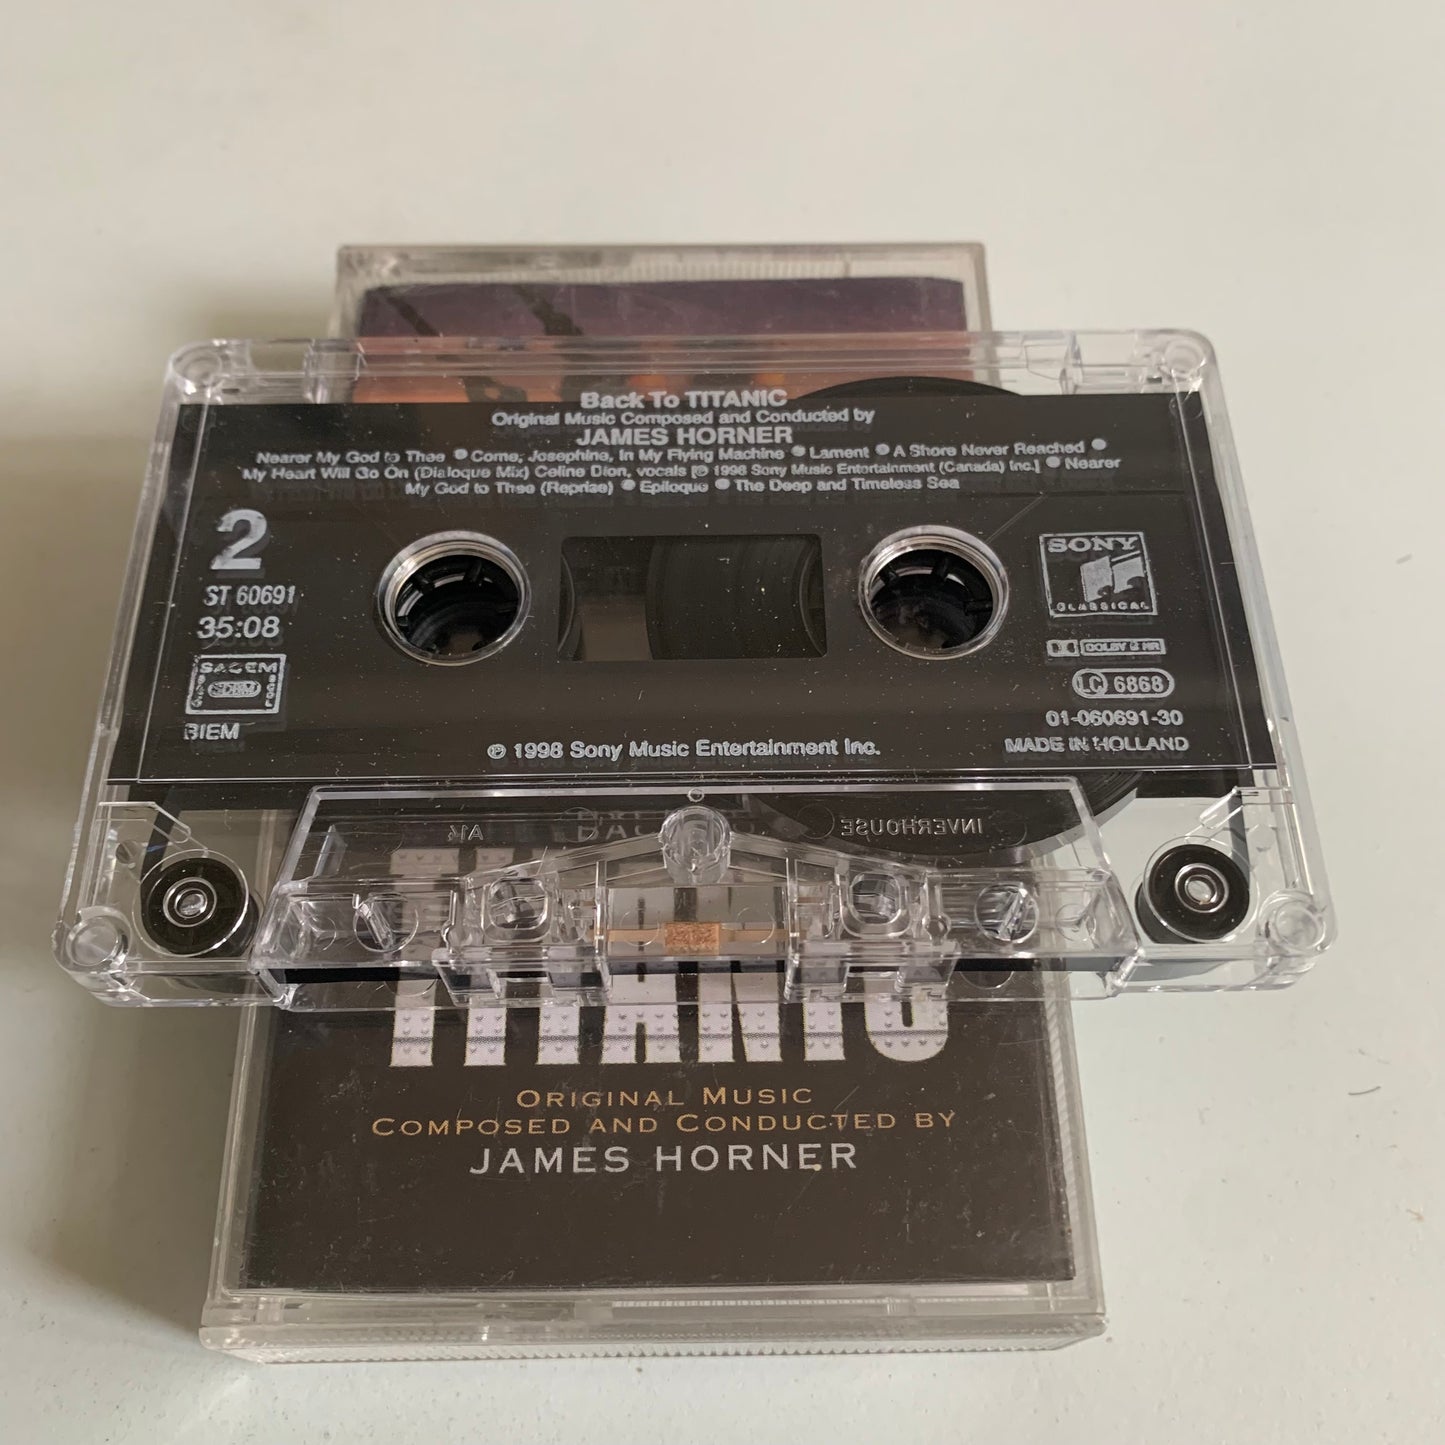 Back To TITANIC
Original Music Composed and Conducted by
JAMES HORNER
Nearer My God to Thee ● Come, Josephine, In My Flying Machine ● Lament ● A Shore Never Reached ●
My Heart Will Go On (Dialogue Mix) Celine Dion, vocals [℗ 1998 Sony Music Entertainment (Canada) Inc.] ● Nearer
My God to Thee (Reprise) ● Epilogue ● The Deep and Timeless Sea
2
ST 60691
35:08
SACEM
SDRM
SACD SGDL
BIEM
SONY
CLASSICAL
DOLBY B NR
LC 6868
01-060691-30
MADE IN HOLLAND
℗ 1998 Sony Music Entertainment Inc.
INVERHOUSE
TITANIC
ORIGINAL MUSIC
COMPOSED AND CONDUCTED BY
JAMES HORNER